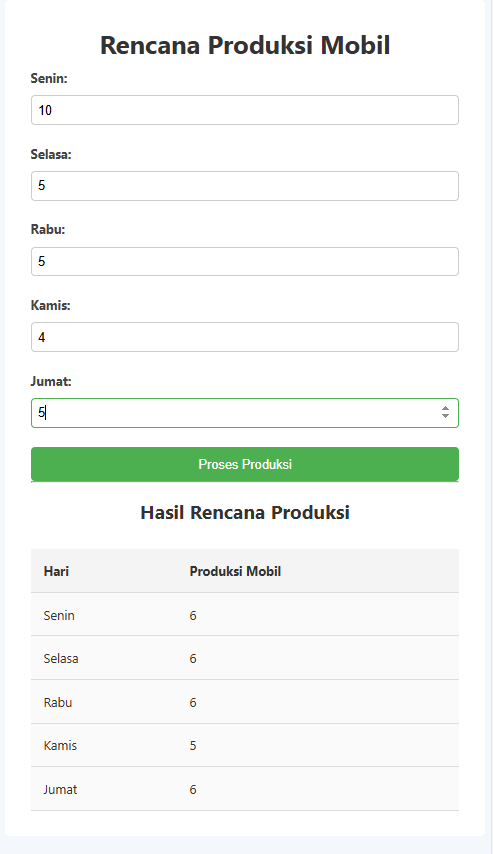 Rencana Produksi Mobil
Senin:
10
Selasa:
5
Rabu:
5
Kamis:
4
Jumat:
5
Proses Produksi
Hasil Rencana Produksi
Hari Produksi Mobil
Senin 6
Selasa 6
Rabu 6
Kamis 5
Jumat 6